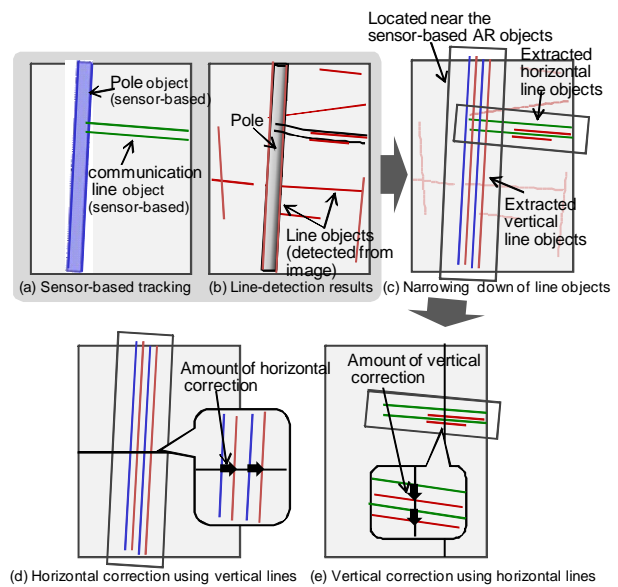 Located near the
sensor-based AR objects
Extracted
horizontal
line objects
Pole object
(sensor-based)
communication
line object
(sensor-based)
Pole
Line objects
(detected from
image)
Extracted
vertical
line objects
(a) Sensor-based tracking
(b) Line-detection results
(c) Narrowing down of line objects
Amount of horizontal
correction
Amount of vertical
correction
(d) Horizontal correction using vertical lines
(e) Vertical correction using horizontal lines